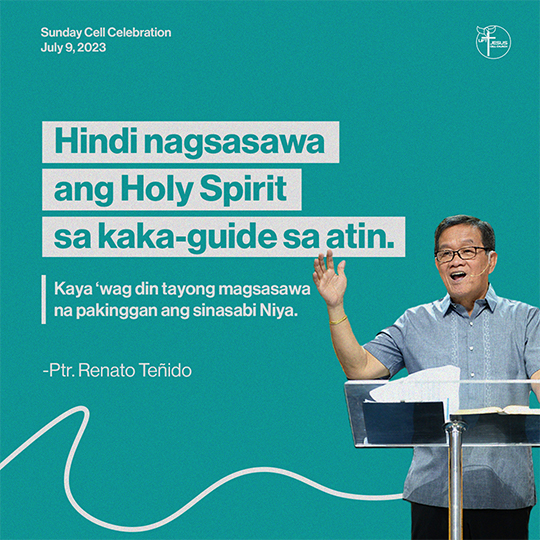 Sunday Cell Celebration
July 9, 2023
JESUS
Hindi nagsasawa
ang Holy Spirit
sa kaka-guide sa atin.
Kaya ‘wag din tayong magsasawa
na pakinggan ang sinasabi Niya.
-Ptr. Renato Teñido